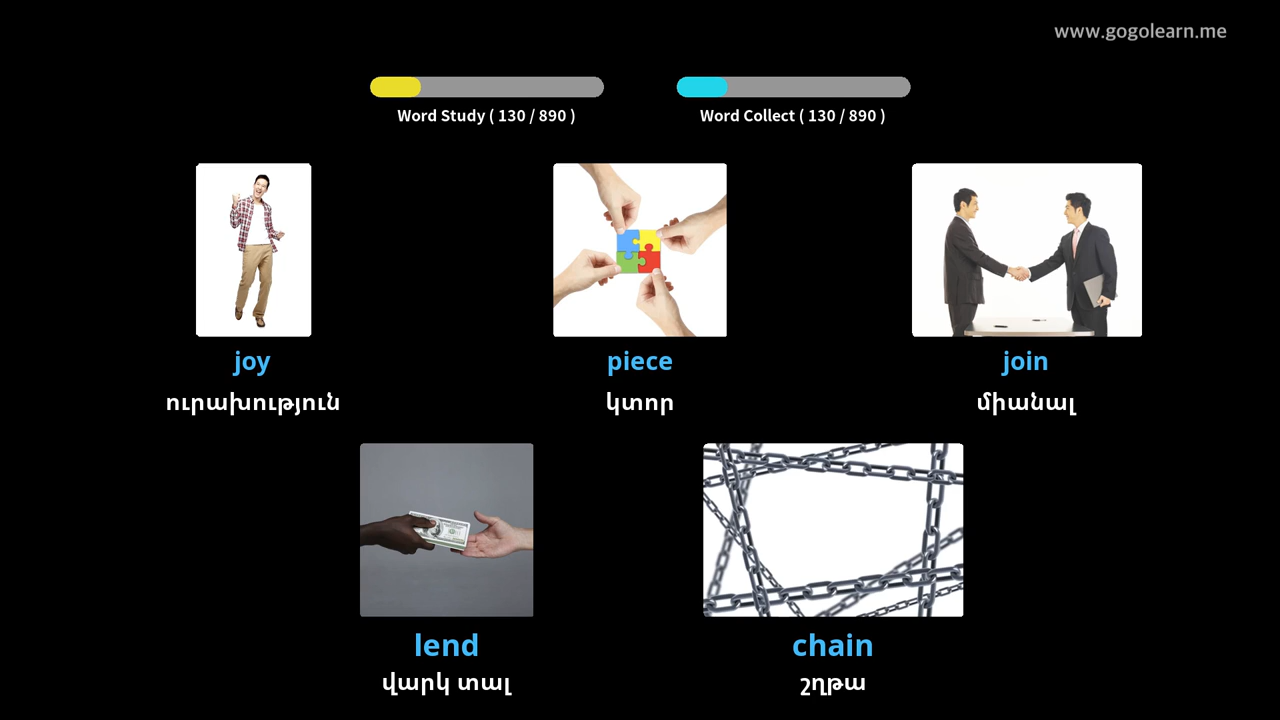 www.gogolearn.me
Word Study ( 130 / 890 )
Word Collect ( 130 / 890 )
joy
piece
join
ուրախություն
կտոր
միանալ
lend
chain
վարկ տալ
շղթա